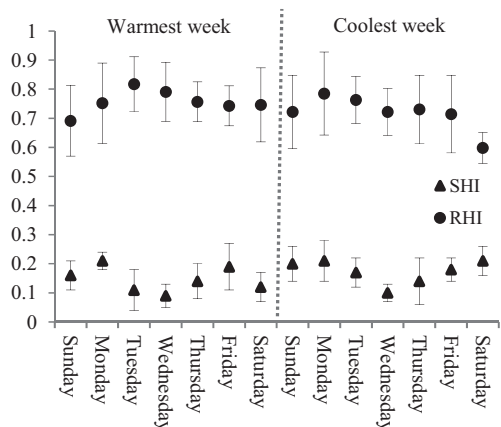 Warmest week
Coolest week
1
0.9
0.8
0.7
0.6
0.5
0.4
0.3
0.2
0.1
0
SHI
RHI
Sunday
Monday
Tuesday
Wednesday
Thursday
Friday
Saturday
Sunday
Monday
Tuesday
Wednesday
Thursday
Friday
Saturday